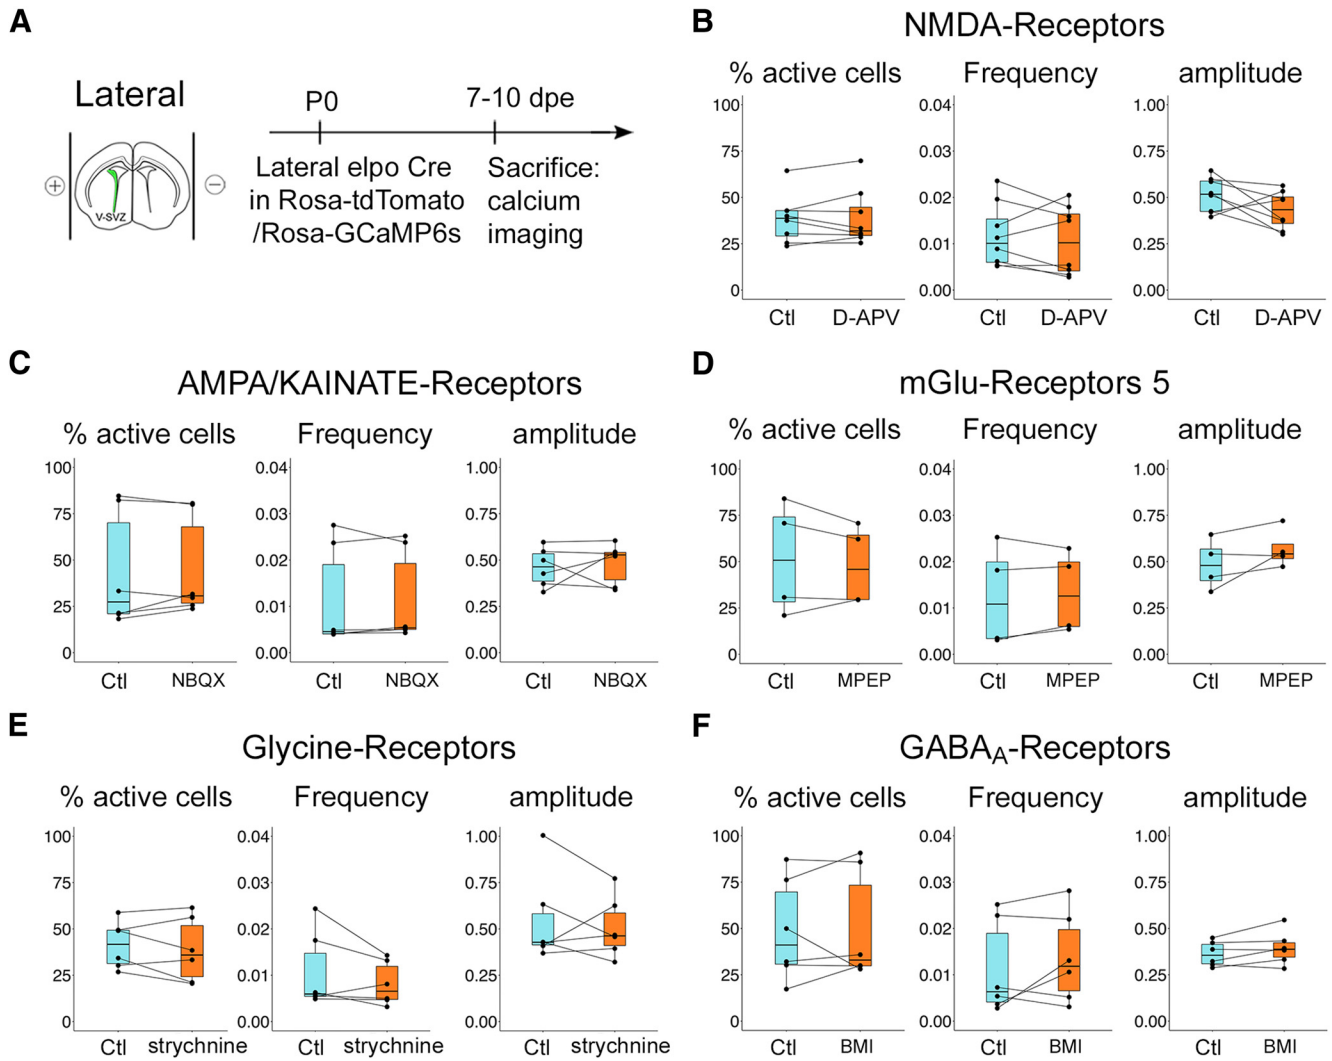 A
Lateral
+
−
V-SVZ
P0
7-10 dpe
Lateral elpo Cre
in Rosa-tdTomato
/Rosa-GCaMP6s
Sacrifice:
calcium
imaging
B
NMDA-Receptors
% active cells
Frequency
amplitude
100
75
50
25
0
0.04
0.03
0.02
0.01
0.00
1.00
0.75
0.50
0.25
0.00
Ctl
D-APV
Ctl
D-APV
Ctl
D-APV
C
AMPA/KAINATE-Receptors
% active cells
Frequency
amplitude
100
75
50
25
0
0.04
0.03
0.02
0.01
0.00
1.00
0.75
0.50
0.25
0.00
Ctl
NBQX
Ctl
NBQX
Ctl
NBQX
D
mGlu-Receptors 5
% active cells
Frequency
amplitude
100
75
50
25
0
0.04
0.03
0.02
0.01
0.00
1.00
0.75
0.50
0.25
0.00
Ctl
MPEP
Ctl
MPEP
Ctl
MPEP
E
Glycine-Receptors
% active cells
Frequency
amplitude
100
75
50
25
0
0.04
0.03
0.02
0.01
0.00
1.00
0.75
0.50
0.25
0.00
Ctl
strychnine
Ctl
strychnine
Ctl
strychnine
F
GABAA-Receptors
% active cells
Frequency
amplitude
100
75
50
25
0
0.04
0.03
0.02
0.01
0.00
1.00
0.75
0.50
0.25
0.00
Ctl
BMI
Ctl
BMI
Ctl
BMI